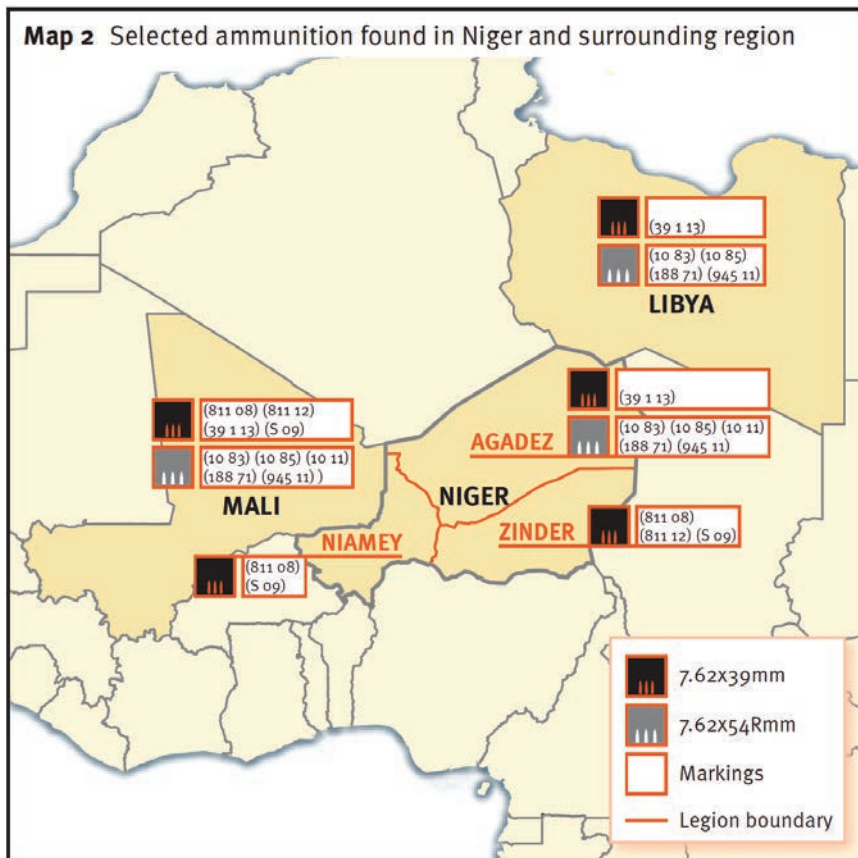 Map 2 Selected ammunition found in Niger and surrounding region
(39 1 13)
(10 83) (10 85)
(188 71) (945 11)
LIBYA
(39 1 13)
(10 83) (10 85) (10 11)
(188 71) (945 11)
AGADEZ
(811 08) (811 12)
(39 1 13) (S 09)
(10 83) (10 85) (10 11)
(188 71) (945 11) )
MALI
NIGER
(811 08)
(811 12) (S 09)
ZINDER
NIAMEY
(811 08)
(S 09)
7.62x39mm
7.62x54Rmm
Markings
Legion boundary